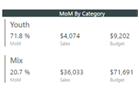 MoM By Category
Youth
71.8 % $4,074 $9,202
MoM Sales Budget
Mix
20.7 % $36,033 $71,691
MoM Sales Budget